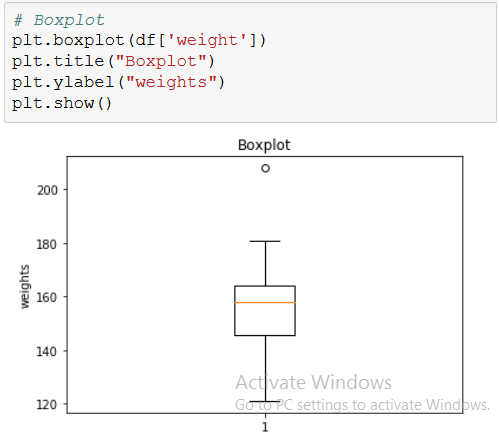 # Boxplot
plt.boxplot(df['weight'])
plt.title("Boxplot")
plt.ylabel("weights")
plt.show()
Boxplot
200
180
160
140
120
weights
1
Activate Windows
Go to PC settings to activate Windows.